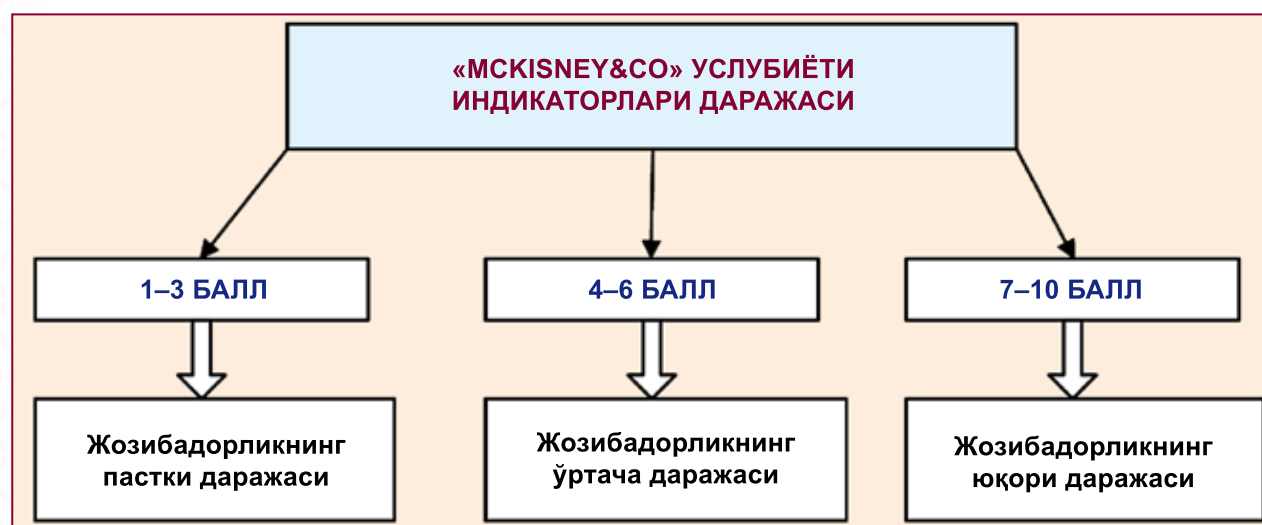 «MCKISNEY&CO» УСЛУБИЁТИ
ИНДИКАТОРЛАРИ ДАРАЖАСИ
1–3 БАЛЛ
4–6 БАЛЛ
7–10 БАЛЛ
Жозибадорликнинг
пастки даражаси
Жозибадорликнинг
ўртача даражаси
Жозибадорликнинг
юқори даражаси